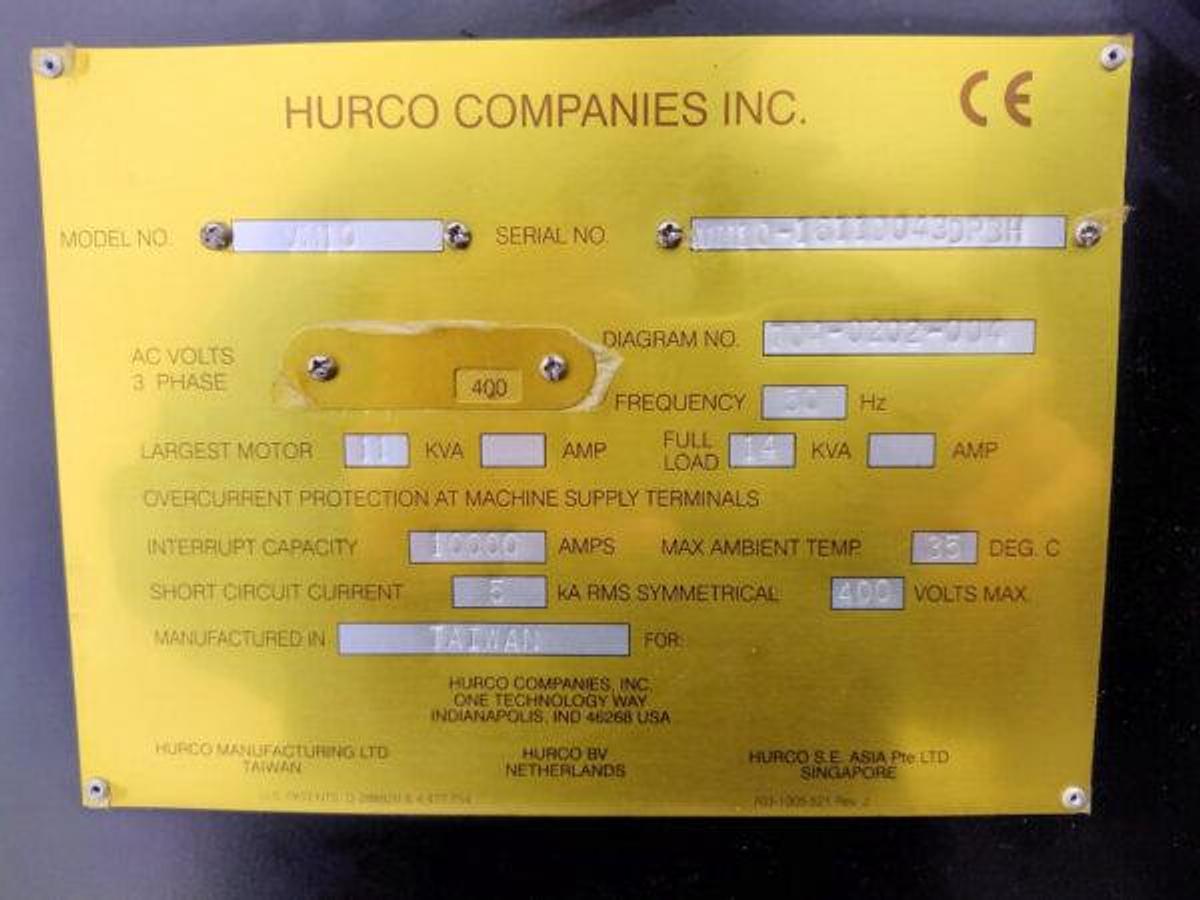 HURCO COMPANIES INC. CE
MODEL NO. VM10 SERIAL NO.
AC VOLTS
3 PHASE
400
DIAGRAM NO.
FREQUENCY Hz
LARGEST MOTOR 11 KVA AMP
FULL
LOAD 14 KVA AMP
OVERCURRENT PROTECTION AT MACHINE SUPPLY TERMINALS
INTERRUPT CAPACITY 10000 AMPS MAX AMBIENT TEMP. 35 DEG. C
SHORT CIRCUIT CURRENT 5 kA RMS SYMMETRICAL 400 VOLTS MAX.
MANUFACTURED IN TAIWAN FOR:
HURCO COMPANIES, INC.
ONE TECHNOLOGY WAY
INDIANAPOLIS, IND 46268 USA
HURCO MANUFACTURING LTD
TAIWAN
HURCO BV
NETHERLANDS
HURCO S.E. ASIA Pte LTD
SINGAPORE